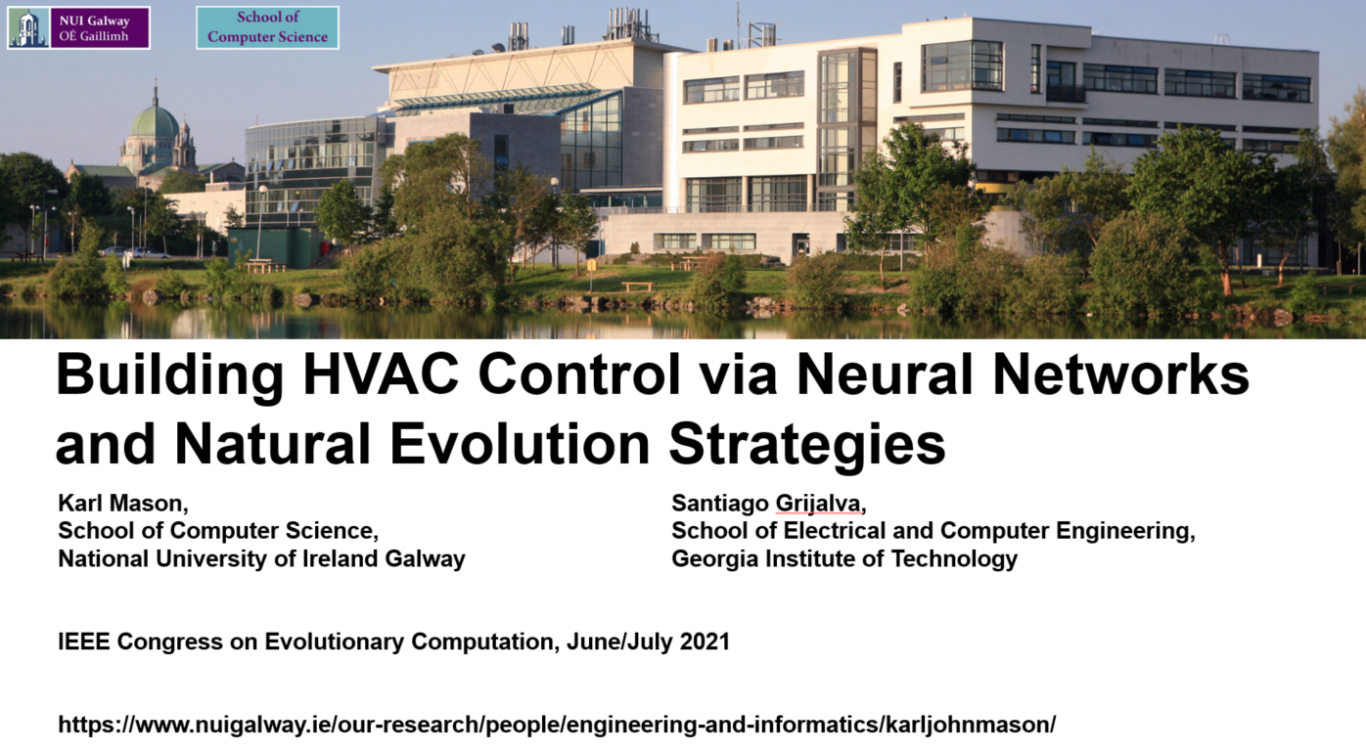 NUI Galway
OÉ Gaillimh
School of
Computer Science
Building HVAC Control via Neural Networks
and Natural Evolution Strategies
Karl Mason,
School of Computer Science,
National University of Ireland Galway
Santiago Grijalva,
School of Electrical and Computer Engineering,
Georgia Institute of Technology
IEEE Congress on Evolutionary Computation, June/July 2021
https://www.nuigalway.ie/our-research/people/engineering-and-informatics/karljohnmason/